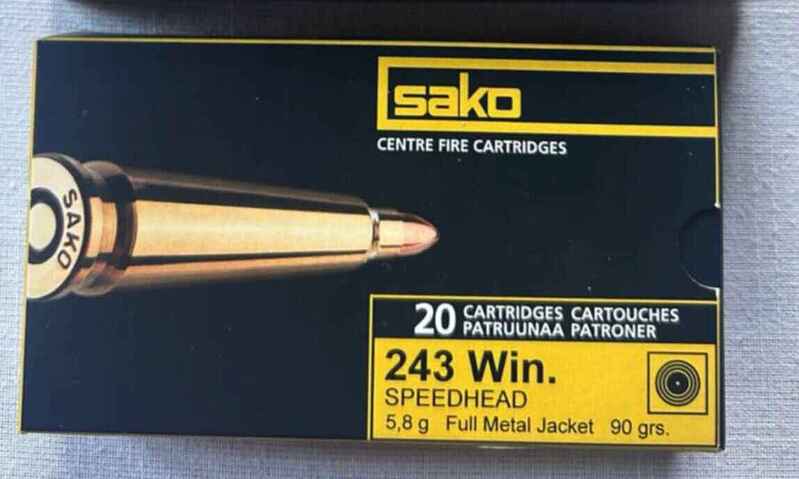 sako
CENTRE FIRE CARTRIDGES
SAKO
20 CARTRIDGES CARTOUCHES
PATRUUNAA PATRONER
243 Win.
SPEEDHEAD
5,8 g Full Metal Jacket 90 grs.